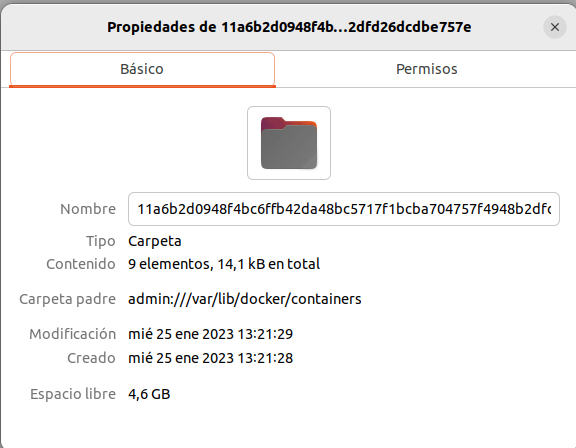 Propiedades de 11a6b2d0948f4b…2dfd26dcdbe757e
Básico
Permisos
Nombre 11a6b2d0948f4bc6ffb42da48bc5717f1bcba704757f4948b2dfd
Tipo Carpeta
Contenido 9 elementos, 14,1 kB en total
Carpeta padre admin:///var/lib/docker/containers
Modificación mié 25 ene 2023 13:21:29
Creado mié 25 ene 2023 13:21:28
Espacio libre 4,6 GB